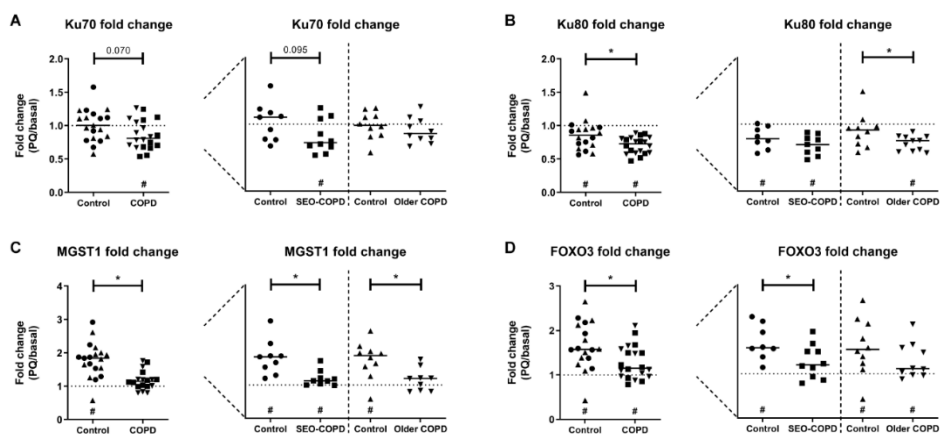 A
Ku70 fold change
Ku70 fold change
Fold change
(PQ/basal)
2.0
1.5
1.0
0.5
0.0
0.070
0.095
#
#
Control
COPD
Control
SEO-COPD
Control
Older COPD
B
Ku80 fold change
Ku80 fold change
Fold change
(PQ/basal)
2.0
1.5
1.0
0.5
0.0
*
*
#
#
#
#
Control
COPD
Control
SEO-COPD
Control
Older COPD
C
MGST1 fold change
MGST1 fold change
Fold change
(PQ/basal)
4
3
2
1
0
*
*
*
#
#
#
#
Control
COPD
Control
SEO-COPD
Control
Older COPD
D
FOXO3 fold change
FOXO3 fold change
Fold change
(PQ/basal)
3
2
1
0
*
*
#
#
#
#
#
#
Control
COPD
Control
SEO-COPD
Control
Older COPD